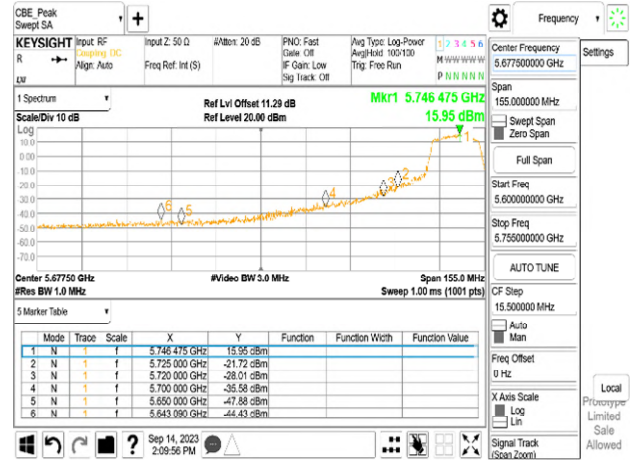 CBE_Peak
Swept SA
Frequency
KEYSIGHT
R
Input: RF
Coupling: DC
Align: Auto
Input Z: 50 Ω
Freq Ref: Int (S)
#Atten: 20 dB
PNO: Fast
Gate: Off
IF Gain: Low
Sig Track: Off
Avg Type: Log-Power
Avg|Hold: 100/100
Trig: Free Run
1 2 3 4 5 6
M W W W W W
P N N N N N
1 Spectrum
Scale/Div 10 dB
Ref Lvl Offset 11.29 dB
Ref Level 20.00 dBm
Mkr1 5.746 475 GHz
15.95 dBm
Log
10.0
0.00
-10.0
-20.0
-30.0
-40.0
-50.0
-60.0
-70.0
1
2
3
4
5
6
Center 5.67750 GHz
#Res BW 1.0 MHz
#Video BW 3.0 MHz
Span 155.0 MHz
Sweep 1.00 ms (1001 pts)
5 Marker Table
Mode Trace Scale X Y Function Function Width Function Value
1 N 1 f 5.746 475 GHz 15.95 dBm
2 N 1 f 5.725 000 GHz -21.72 dBm
3 N 1 f 5.720 000 GHz -28.01 dBm
4 N 1 f 5.700 000 GHz -35.58 dBm
5 N 1 f 5.650 000 GHz -47.88 dBm
6 N 1 f 5.643 090 GHz -44.43 dBm
Sep 14, 2023
2:09:56 PM
?
Center Frequency
5.677500000 GHz
Span
155.000000 MHz
Swept Span
Zero Span
Full Span
Start Freq
5.600000000 GHz
Stop Freq
5.755000000 GHz
AUTO TUNE
CF Step
15.500000 MHz
Auto
Man
Freq Offset
0 Hz
X Axis Scale
Log
Lin
Signal Track
(Span Zoom)
Settings
Local
Prototype
Limited
Sale
Allowed